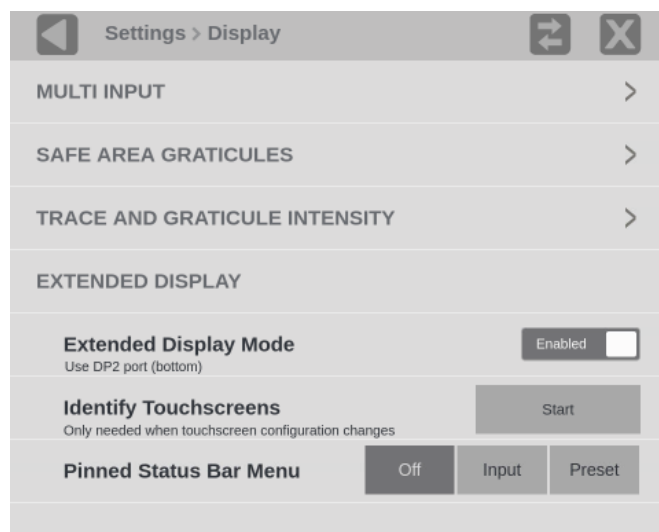 Settings > Display
MULTI INPUT
SAFE AREA GRATICULES
TRACE AND GRATICULE INTENSITY
EXTENDED DISPLAY
Extended Display Mode
Enabled
Use DP2 port (bottom)
Identify Touchscreens
Start
Only needed when touchscreen configuration changes
Pinned Status Bar Menu
Off
Input
Preset